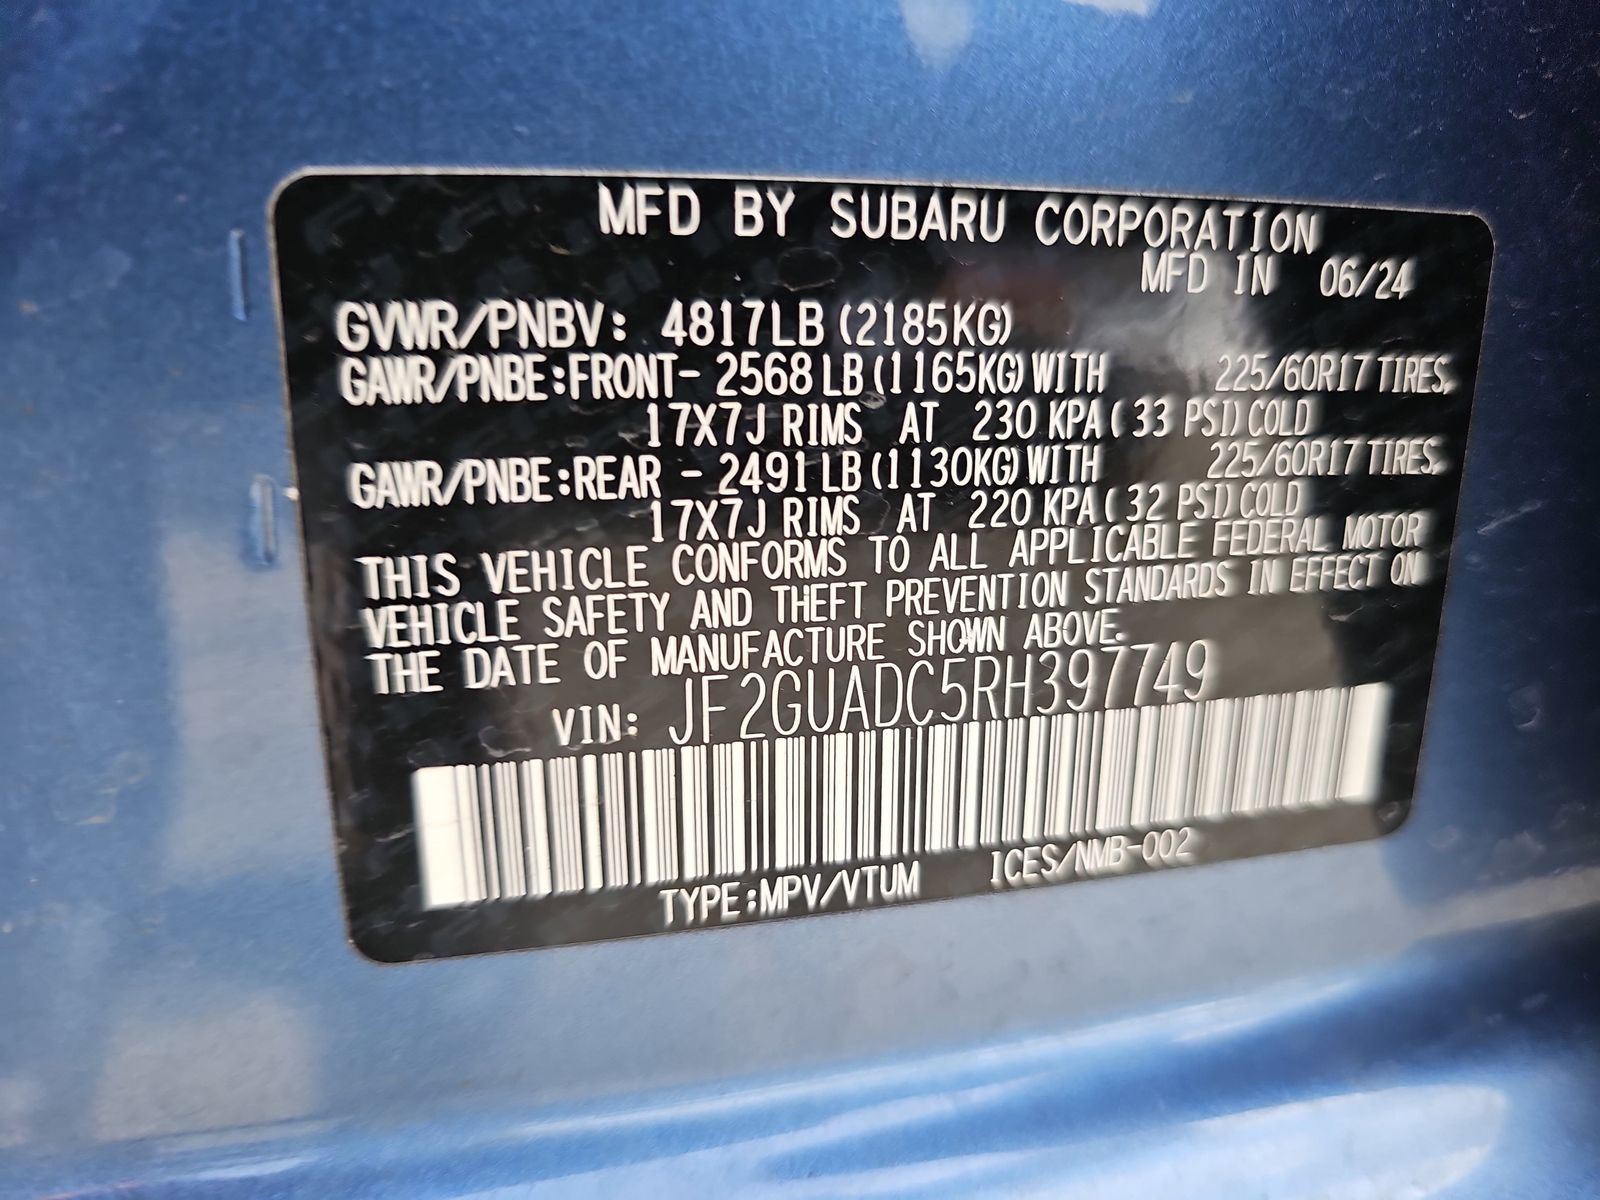 MFD BY SUBARU CORPORATION
MFD IN 06/24
GVWR/PNBV: 4817LB (2185KG)
GAWR/PNBE:FRONT- 2568 LB (1165KG) WITH 225/60R17 TIRES,
17X7J RIMS AT 230 KPA ( 33 PSI) COLD
GAWR/PNBE:REAR - 2491 LB (1130KG) WITH 225/60R17 TIRES,
17X7J RIMS AT 220 KPA ( 32 PSI) COLD
THIS VEHICLE CONFORMS TO ALL APPLICABLE FEDERAL MOTOR
VEHICLE SAFETY AND THEFT PREVENTION STANDARDS IN EFFECT ON
THE DATE OF MANUFACTURE SHOWN ABOVE.
VIN: JF2GUADC5RH397749
TYPE:MPV/VTUM ICES/NMB-002